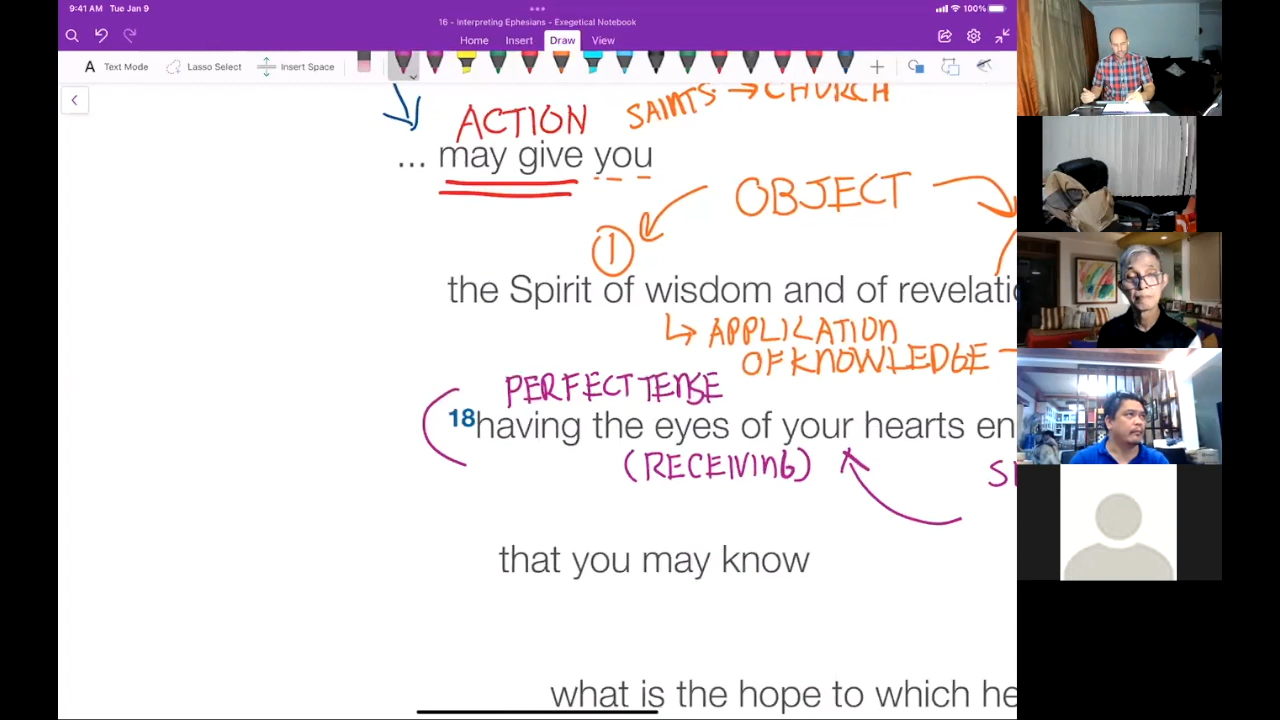 9:41 AM Tue Jan 9
100%
16 - Interpreting Ephesians - Exegetical Notebook
Home Insert Draw View
A Text Mode Lasso Select Insert Space
SAINTS → CHURCH
ACTION
... may give you
OBJECT
1
the Spirit of wisdom and of revelati
↳ APPLICATION
OF KNOWLEDGE
PERFECT TENSE
18having the eyes of your hearts en
(RECEIVING)
that you may know
what is the hope to which he